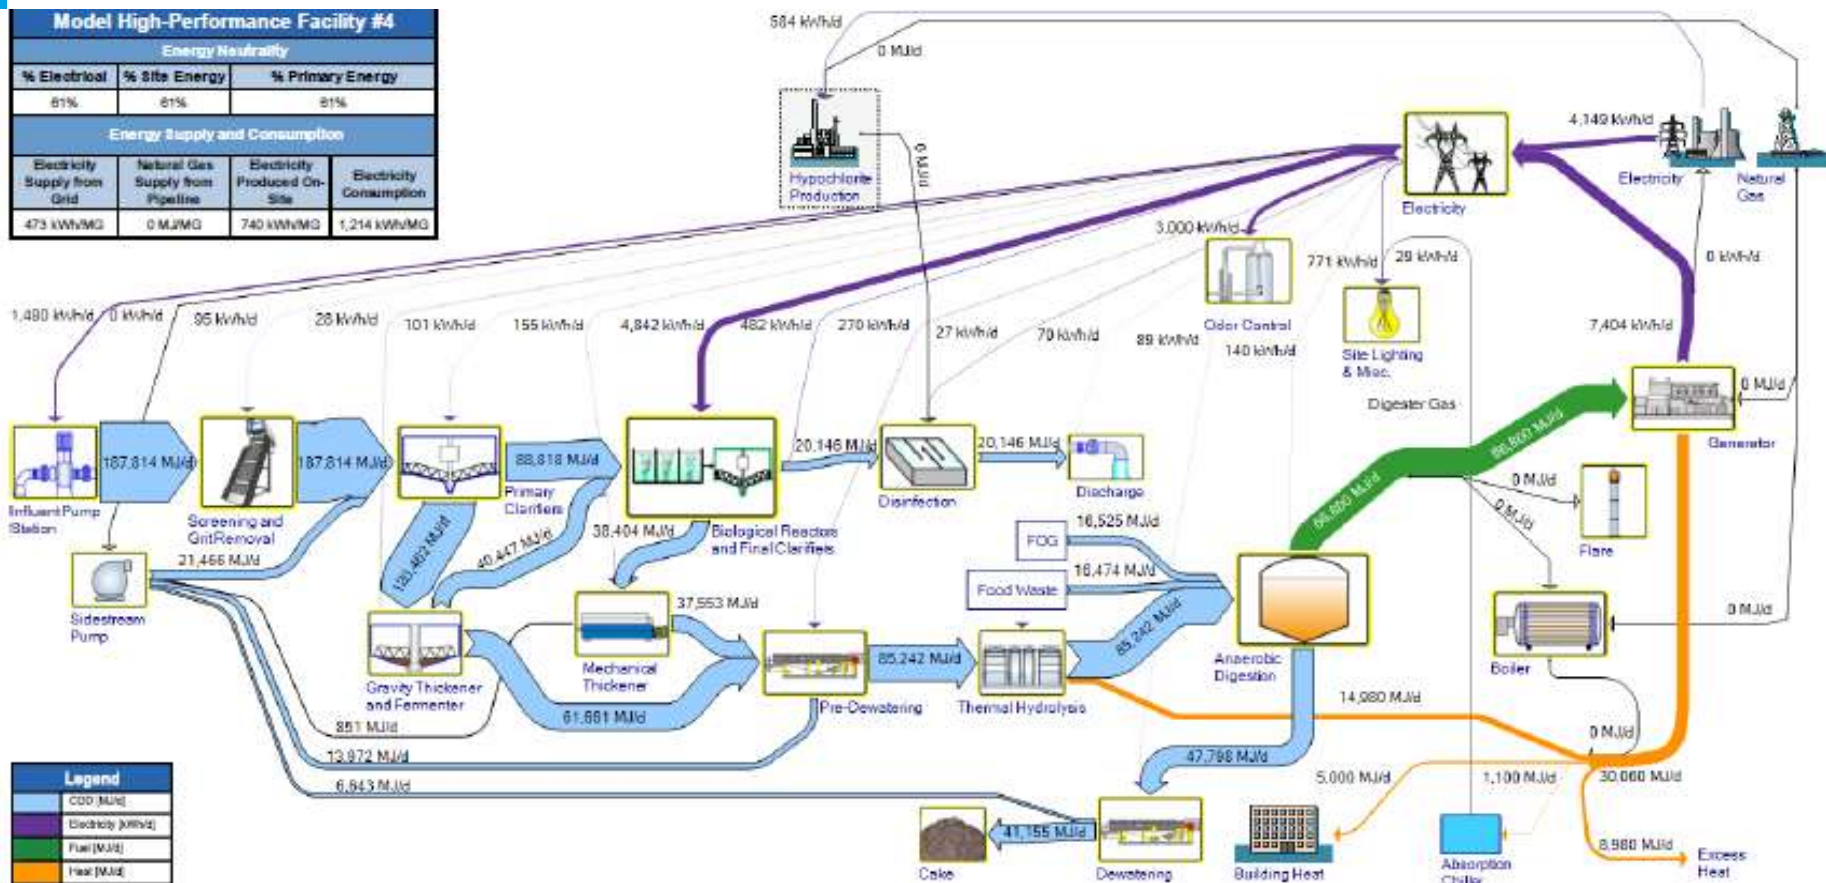 Model High-Performance Facility #4
Energy Neutrality
% Electrical
% Site Energy
% Primary Energy
61%
61%
61%
Energy Supply and Consumption
Electricity
Supply from
Grid
Natural Gas
Supply from
Pipeline
Electricity
Produced On-
Site
Electricity
Consumption
473 kWh/MG
0 MJ/MG
740 kWh/MG
1,214 kWh/MG
584 kWh/d
0 MJ/d
Hypochlorite
Production
0 MJ/d
Electricity
4,149 kWh/d
Electricity
Natural
Gas
3,000 kWh/d
Odor Control
771 kWh/d
29 kWh/d
Site Lighting
& Misc.
0 kWh/d
7,404 kWh/d
1,480 kWh/d
0 kWh/d
95 kWh/d
28 kWh/d
101 kWh/d
155 kWh/d
4,842 kWh/d
482 kWh/d
270 kWh/d
27 kWh/d
79 kWh/d
89 kWh/d
140 kWh/d
Digester Gas
0 MJ/d
Generator
187,814 MJ/d
187,814 MJ/d
88,818 MJ/d
20,146 MJ/d
20,146 MJ/d
Influent Pump
Station
Screening and
Grit Removal
Primary
Clarifiers
Biological Reactors
and Final Clarifiers
Disinfection
Discharge
86,800 MJ/d
0 MJ/d
0 MJ/d
Flare
21,466 MJ/d
40,447 MJ/d
38,404 MJ/d
FOG
16,525 MJ/d
Food Waste
16,474 MJ/d
Sidestream
Pump
Gravity Thickener
and Fermenter
37,553 MJ/d
Mechanical
Thickener
85,242 MJ/d
85,242 MJ/d
Pre-Dewatering
Thermal Hydrolysis
Anaerobic
Digestion
0 MJ/d
Boiler
851 MJ/d
61,661 MJ/d
14,980 MJ/d
0 MJ/d
13,972 MJ/d
47,798 MJ/d
5,000 MJ/d
1,100 MJ/d
30,060 MJ/d
41,155 MJ/d
8,980 MJ/d
Cake
Dewatering
Building Heat
Absorption
Chiller
Excess
Heat
Legend
COD [MJ/d]
Electricity [kWh/d]
Fuel [MJ/d]
Heat [MJ/d]